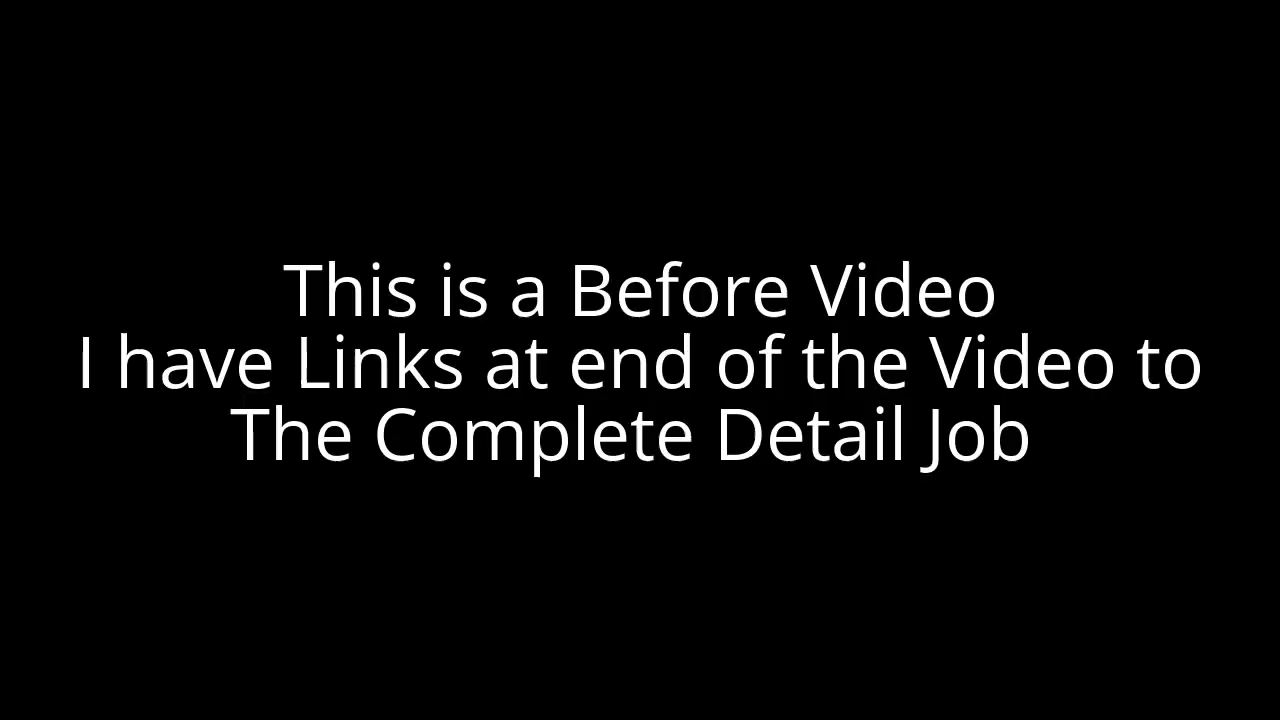 This is a Before Video
I have Links at end of the Video to
The Complete Detail Job